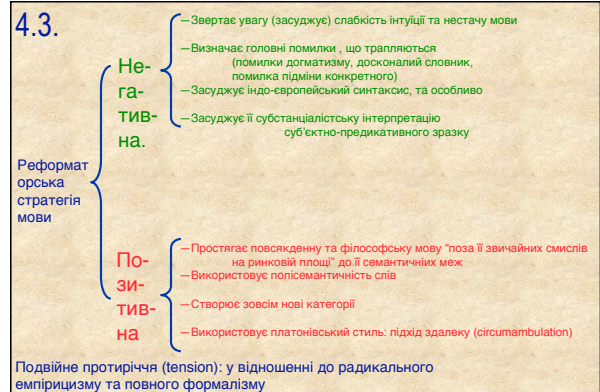 4.3.
Реформат
орська
стратегія
мови
Не-
га-
тив-
на.
—Звертає увагу (засуджує) слабкість інтуїції та нестачу мови
—Визначає головні помилки , що трапляються
(помилки догматизму, досконалий словник,
помилка підміни конкретного)
—Засуджує індо-європейський синтаксис, та особливо
—Засуджує її субстанціалістську інтерпретацію
суб'єктно-предикативного зразку
По-
зи-
тив-
на
—Простягає повсякденну та філософську мову "поза її звичайних смислів
на ринковій площі" до її семантичніх меж
—Використовує полісемантичність слів
—Створює зовсім нові категорії
—Використовує платонівський стиль: підхід здалеку (circumambulation)
Подвійне протиріччя (tension): у відношенні до радикального
емпірицизму та повного формалізму